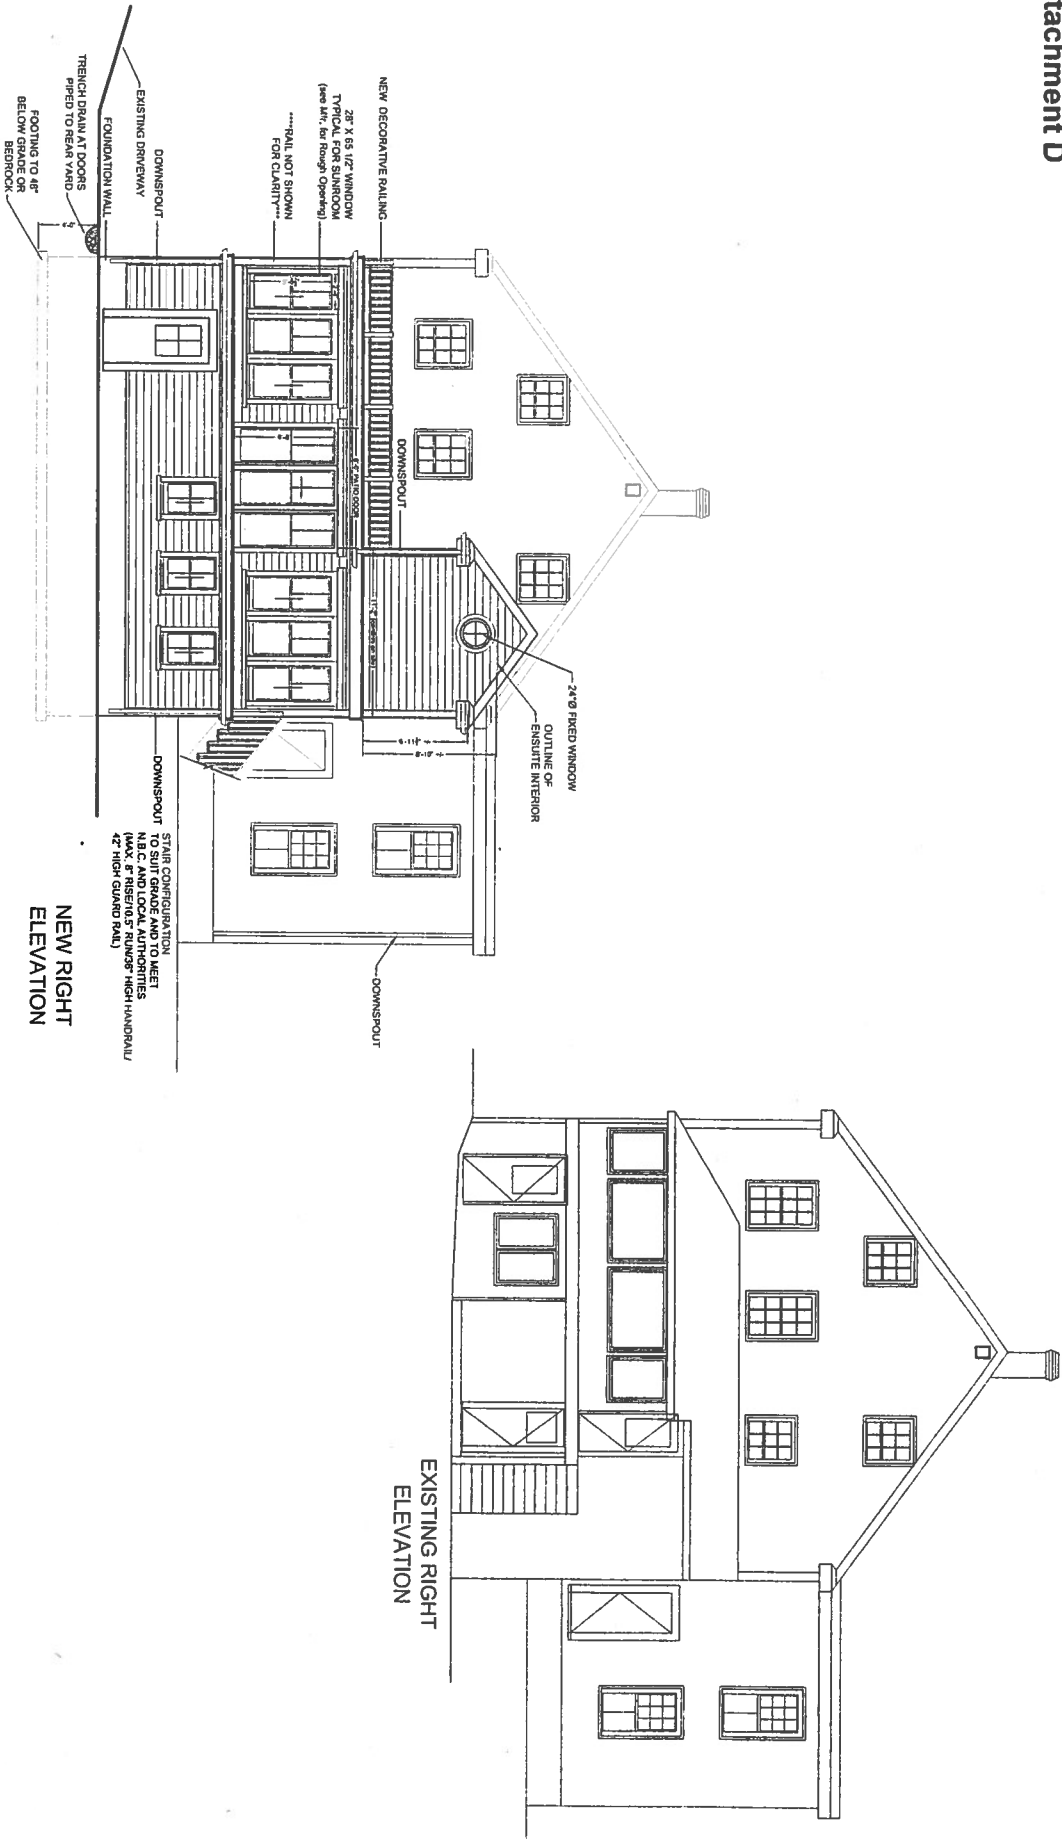 tachment D
NEW DECORATIVE RAILING
28" X 65 1/2" WINDOW
TYPICAL FOR SUNROOM
(see Mfr. for Rough Opening)
****RAIL NOT SHOWN
FOR CLARITY***
DOWNSPOUT
EXISTING DRIVEWAY
FOUNDATION WALL
TRENCH DRAIN AT DOORS
PIPED TO REAR YARD
FOOTING TO 48"
BELOW GRADE OR
BEDROCK
DOWNSPOUT
PATIO DOOR
24"Ø FIXED WINDOW
OUTLINE OF
ENSUITE INTERIOR
DOWNSPOUT
STAIR CONFIGURATION
TO SUIT GRADE AND TO MEET
N.B.C. AND LOCAL AUTHORITIES
(MAX. 8" RISE/10.5" RUN/36" HIGH HANDRAIL/
42" HIGH GUARD RAIL)
DOWNSPOUT
NEW RIGHT
ELEVATION
EXISTING RIGHT
ELEVATION